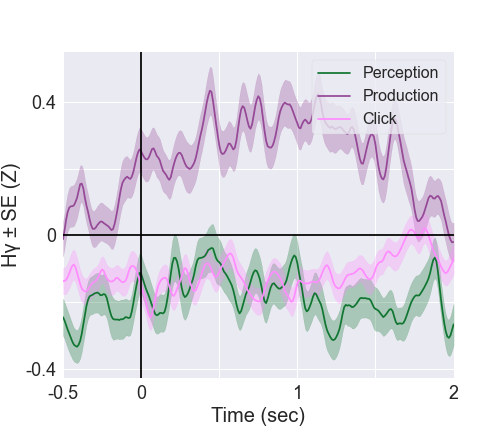 Perception
Production
Click
0.4
0
-0.4
Hγ ± SE (Z)
-0.5
0
1
2
Time (sec)